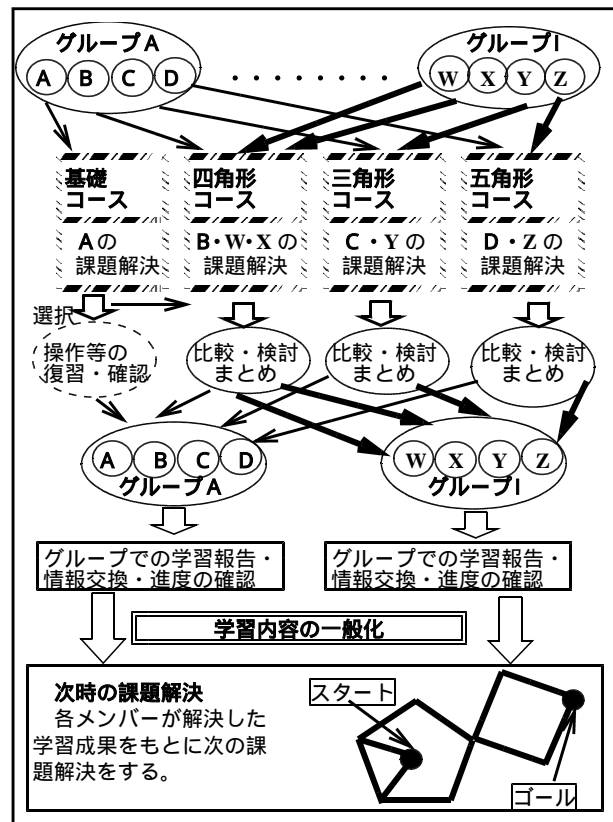 グループA
A B C D
・・・・・・・・
グループI
W X Y Z
基礎
コース
Aの
課題解決
四角形
コース
B・W・Xの
課題解決
三角形
コース
C・Yの
課題解決
五角形
コース
D・Zの
課題解決
選択
操作等の
復習・確認
比較・検討
まとめ
比較・検討
まとめ
比較・検討
まとめ
A B C D
グループA
W X Y Z
グループI
グループでの学習報告・
情報交換・進度の確認
グループでの学習報告・
情報交換・進度の確認
学習内容の一般化
次時の課題解決
各メンバーが解決した
学習成果をもとに次の課
題解決をする。
スタート
ゴール